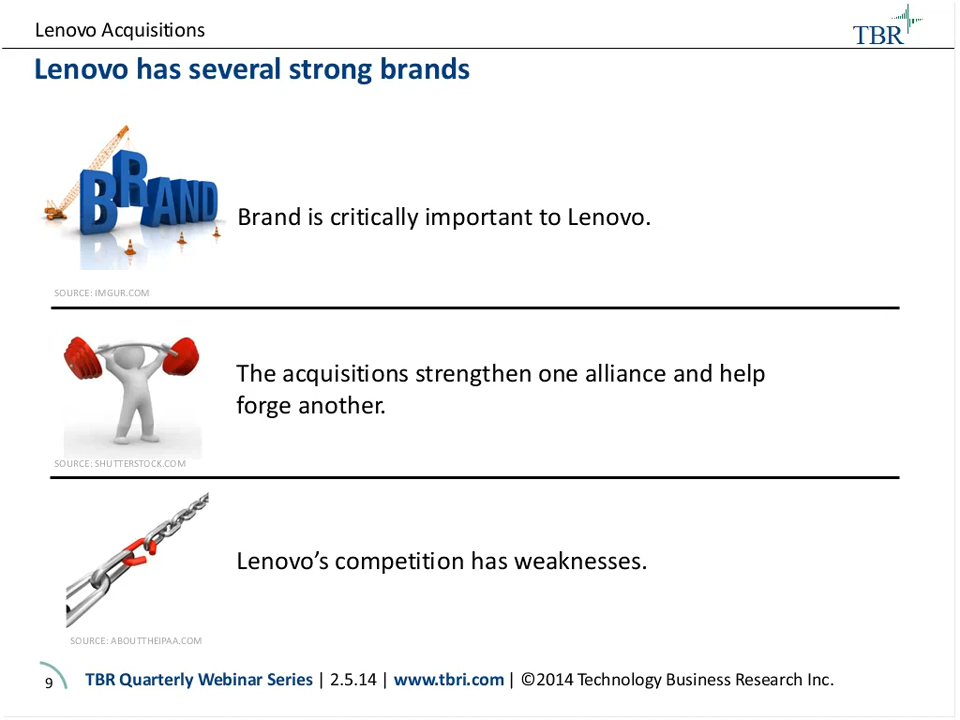 Lenovo Acquisitions
TBR
Lenovo has several strong brands
BRAND
Brand is critically important to Lenovo.
SOURCE: IMGUR.COM
The acquisitions strengthen one alliance and help
forge another.
SOURCE: SHUTTERSTOCK.COM
Lenovo’s competition has weaknesses.
SOURCE: ABOUTTHEIPAA.COM
9 TBR Quarterly Webinar Series | 2.5.14 | www.tbri.com | ©2014 Technology Business Research Inc.